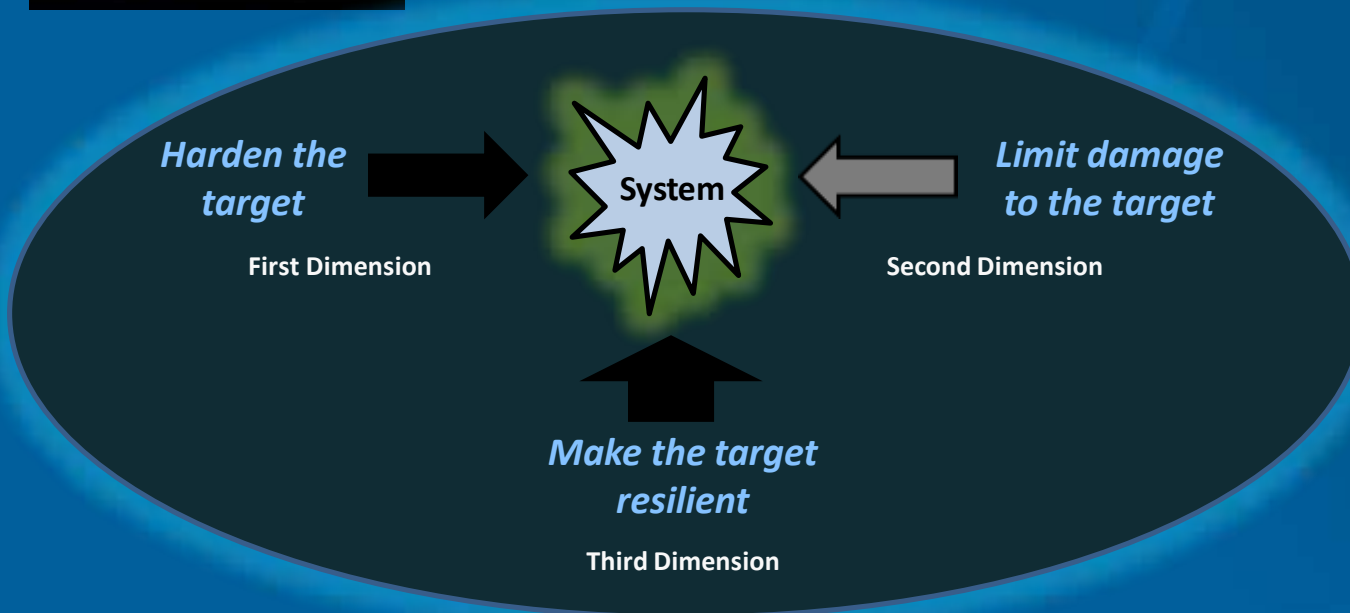 Harden the
target
First Dimension
System
Limit damage
to the target
Second Dimension
Make the target
resilient
Third Dimension